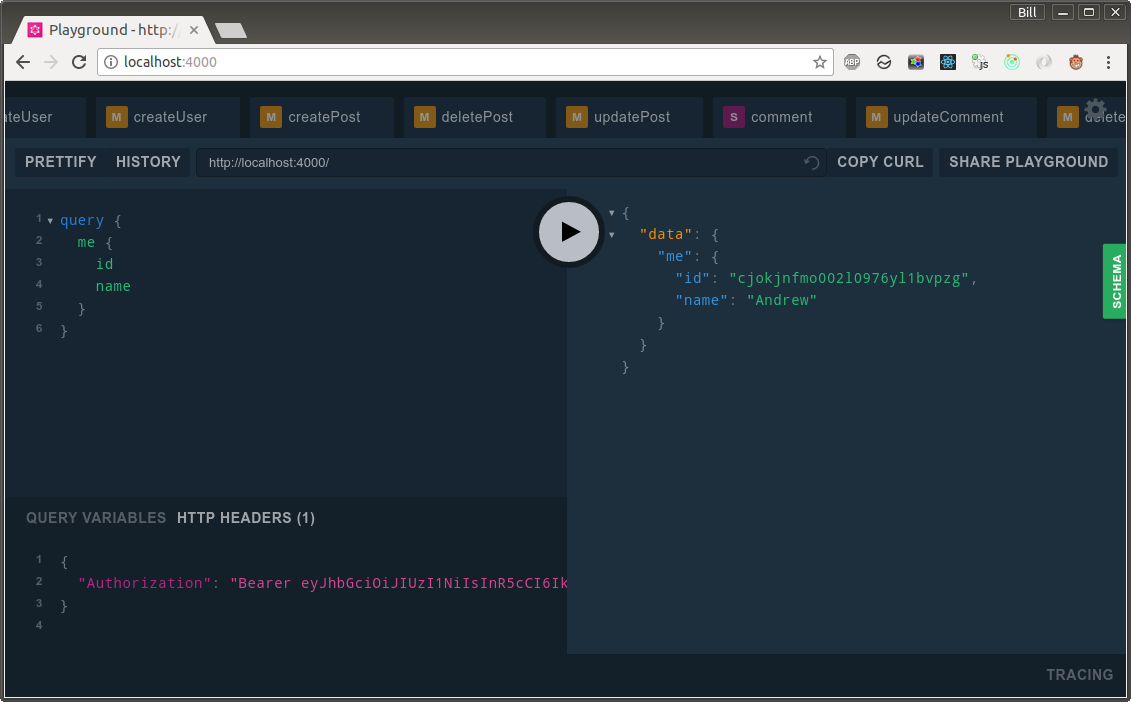 Bill
Playground - http:/
localhost:4000
ABP
JS
ateUser
M createUser
M createPost
M deletePost
M updatePost
S comment
M updateComment
M delete
PRETTIFY HISTORY http://localhost:4000/ COPY CURL SHARE PLAYGROUND
1 query {
2 me {
3 id
4 name
5 }
6 }
{
"data": {
"me": {
"id": "cjokjnfmo002l0976yl1bvpzg",
"name": "Andrew"
}
}
}
SCHEMA
QUERY VARIABLES HTTP HEADERS (1)
1 {
2 "Authorization": "Bearer eyJhbGciOiJIUzI1NiIsInR5cCI6Ik
3 }
4
TRACING